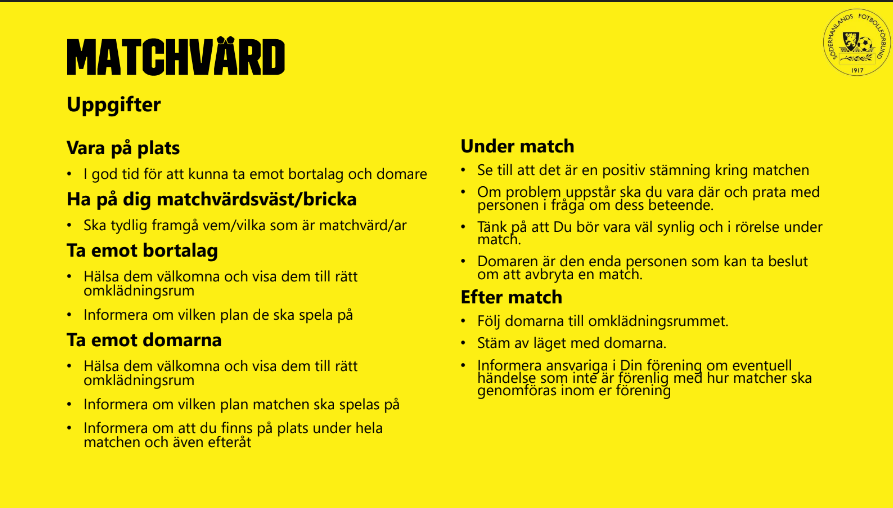 SÖDERMANLANDS FOTBOLLFÖRBUND
1917
MATCHVÄRD
Uppgifter
Vara på plats
• I god tid för att kunna ta emot bortalag och domare
Ha på dig matchvärdsväst/bricka
• Ska tydlig framgå vem/vilka som är matchvärd/ar
Ta emot bortalag
• Hälsa dem välkomna och visa dem till rätt
omklädningsrum
• Informera om vilken plan de ska spela på
Ta emot domarna
• Hälsa dem välkomna och visa dem till rätt
omklädningsrum
• Informera om vilken plan matchen ska spelas på
• Informera om att du finns på plats under hela
matchen och även efteråt
Under match
• Se till att det är en positiv stämning kring matchen
• Om problem uppstår ska du vara där och prata med
personen i fråga om dess beteende.
• Tänk på att Du bör vara väl synlig och i rörelse under
match.
• Domaren är den enda personen som kan ta beslut
om att avbryta en match.
Efter match
• Följ domarna till omklädningsrummet.
• Stäm av läget med domarna.
• Informera ansvariga i Din förening om eventuell
händelse som inte är förenlig med hur matcher ska
genomföras inom er förening